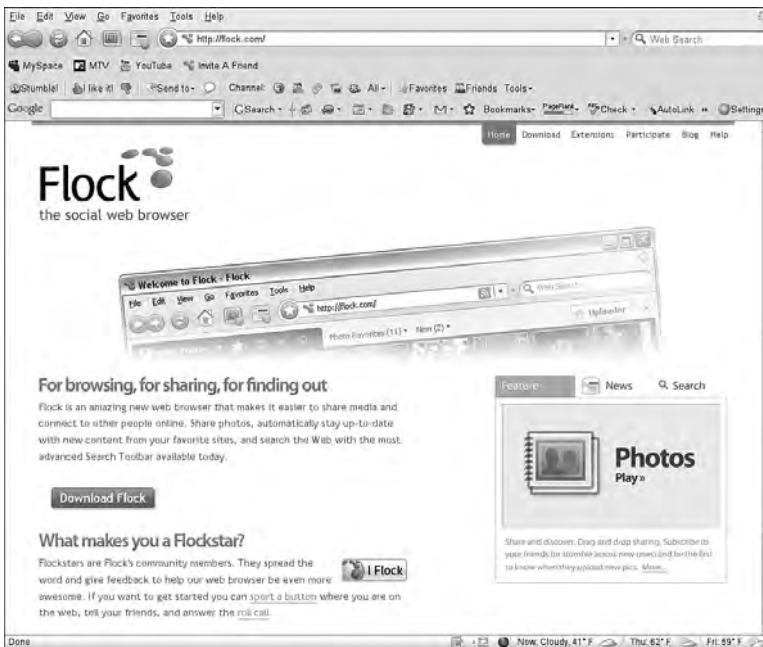 File Edit View Go Favorites Tools Help
http://flock.com/ Web Search
MySpace MTV YouTube Invite A Friend
Stumble! I like it! Send to Channel: All Favorites Friends Tools
Google Search Bookmarks PageRank Check AutoLink Settings
Home Download Extensions Participate Blog Help
Flock
the social web browser
Welcome to Flock - Flock
File Edit View Go Favorites Tools Help
http://flock.com/ Web Search
Photo Favorites (11) New (2) Uploader
For browsing, for sharing, for finding out
Flock is an amazing new web browser that makes it easier to share media and
connect to other people online. Share photos, automatically stay up-to-date
with new content from your favorite sites, and search the Web with the most
advanced Search Toolbar available today.
Download Flock
Feature News Search
Photos
Play »
Share and discover. Drag and drop sharing. Subscribe to
your friends (or stumble across new ones) and be the first
to know when they upload new pics. More...
What makes you a Flockstar?
Flockstars are Flock's community members. They spread the
word and give feedback to help our web browser be even more
awesome. If you want to get started you can sport a button where you are on
the web, tell your friends, and answer the roll call.
I Flock
Done Now: Cloudy, 41° F Thu: 62° F Fri: 59° F